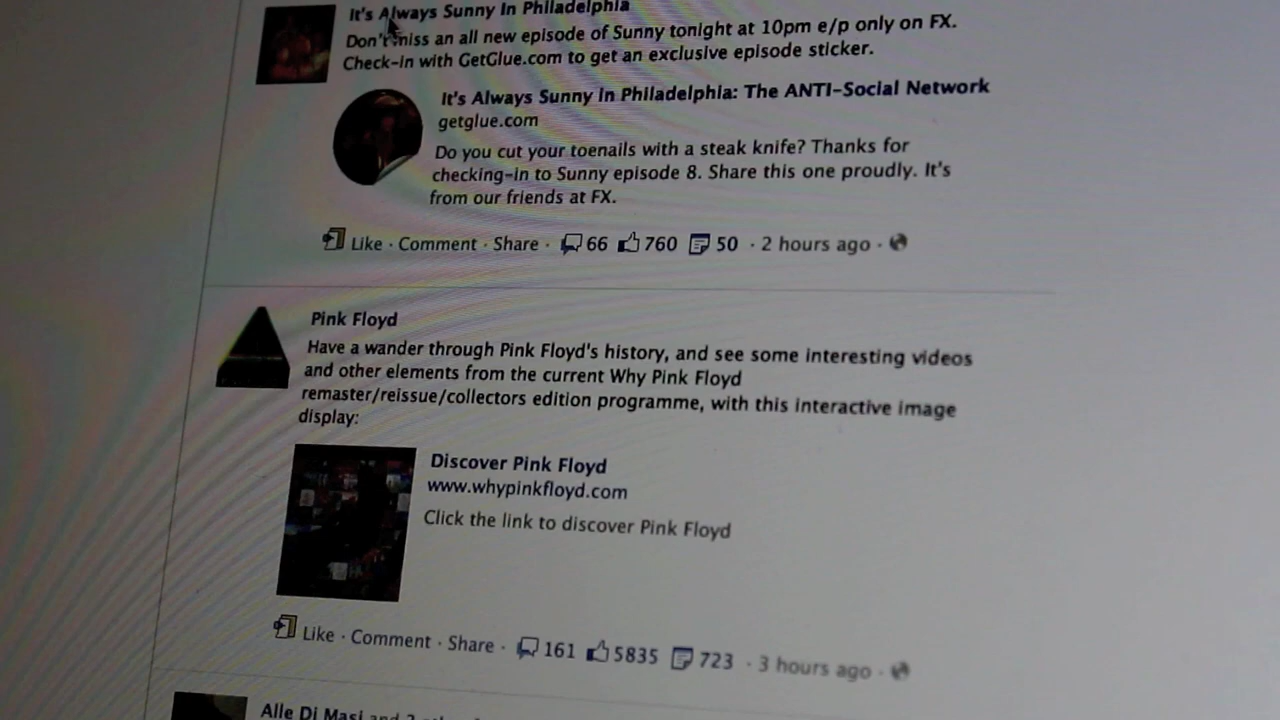 It's Always Sunny In Philadelphia
Don't miss an all new episode of Sunny tonight at 10pm e/p only on FX.
Check-in with GetGlue.com to get an exclusive episode sticker.
It's Always Sunny In Philadelphia: The ANTI-Social Network
getglue.com
Do you cut your toenails with a steak knife? Thanks for
checking-in to Sunny episode 8. Share this one proudly. It's
from our friends at FX.
Like · Comment · Share · 66 760 50 · 2 hours ago ·
Pink Floyd
Have a wander through Pink Floyd's history, and see some interesting videos
and other elements from the current Why Pink Floyd
remaster/reissue/collectors edition programme, with this interactive image
display:
Discover Pink Floyd
www.whypinkfloyd.com
Click the link to discover Pink Floyd
Like · Comment · Share · 161 5835 723 · 3 hours ago ·
Alle Di Masi and 2